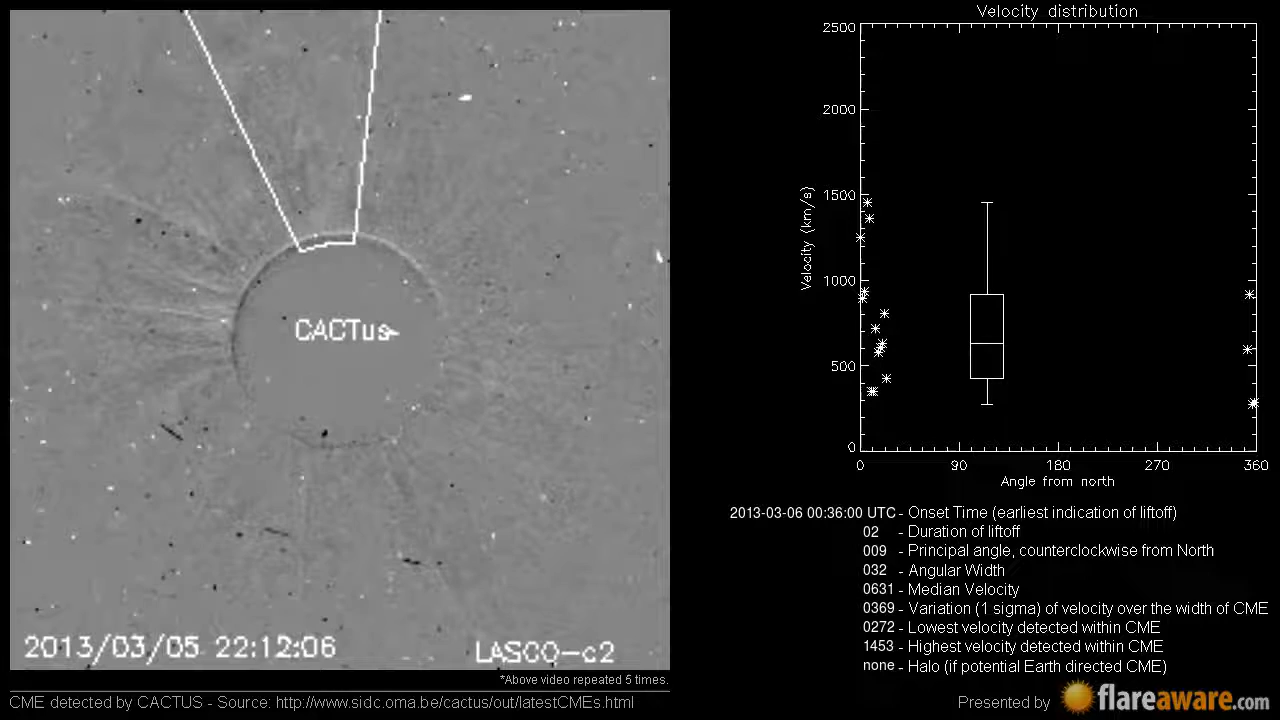 CACTus
2013/03/05 22:12:06
LASCO-c2
*Above video repeated 5 times.
CME detected by CACTUS - Source: http://www.sidc.oma.be/cactus/out/latestCMEs.html
Velocity distribution
2500
2000
1500
1000
500
0
Velocity (km/s)
0 90 180 270 360
Angle from north
2013-03-06 00:36:00 UTC - Onset Time (earliest indication of liftoff)
02 - Duration of liftoff
009 - Principal angle, counterclockwise from North
032 - Angular Width
0631 - Median Velocity
0369 - Variation (1 sigma) of velocity over the width of CME
0272 - Lowest velocity detected within CME
1453 - Highest velocity detected within CME
none - Halo (if potential Earth directed CME)
Presented by flareaware.com